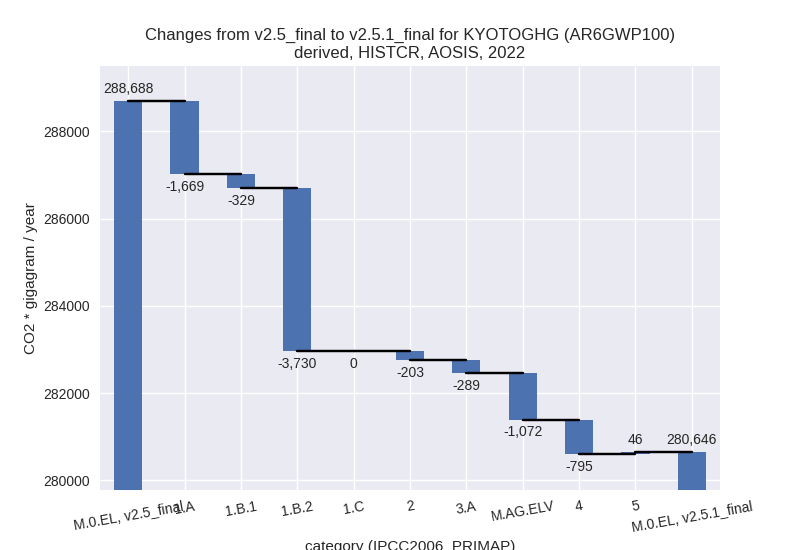 Changes from v2.5_final to v2.5.1_final for KYOTOGHG (AR6GWP100)
derived, HISTCR, AOSIS, 2022
CO2 * gigagram / year
288000
286000
284000
282000
280000
288,688
-1,669
-329
-3,730
0
-203
-289
-1,072
-795
46
280,646
M.0.EL, v2.5_final
1.A
1.B.1
1.B.2
1.C
2
3.A
M.AG.ELV
4
5
M.0.EL, v2.5.1_final
category (IPCC2006_PRIMAP)